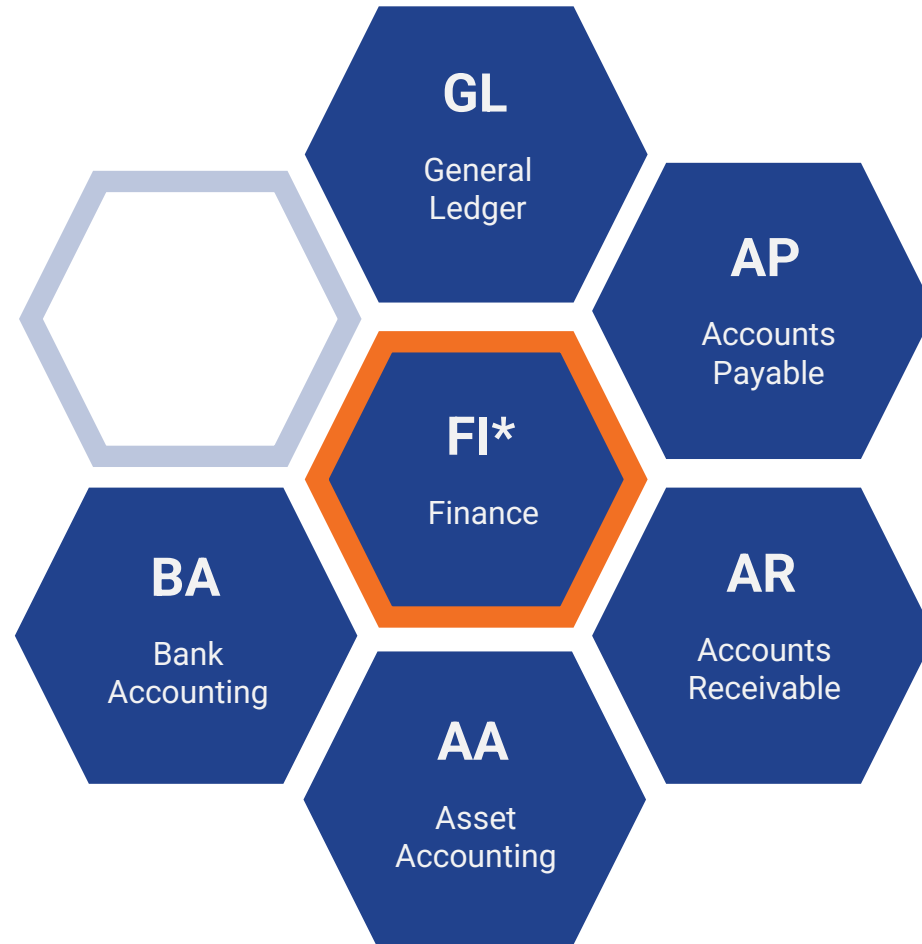 GL
General
Ledger
AP
Accounts
Payable
FI*
Finance
BA
Bank
Accounting
AR
Accounts
Receivable
AA
Asset
Accounting